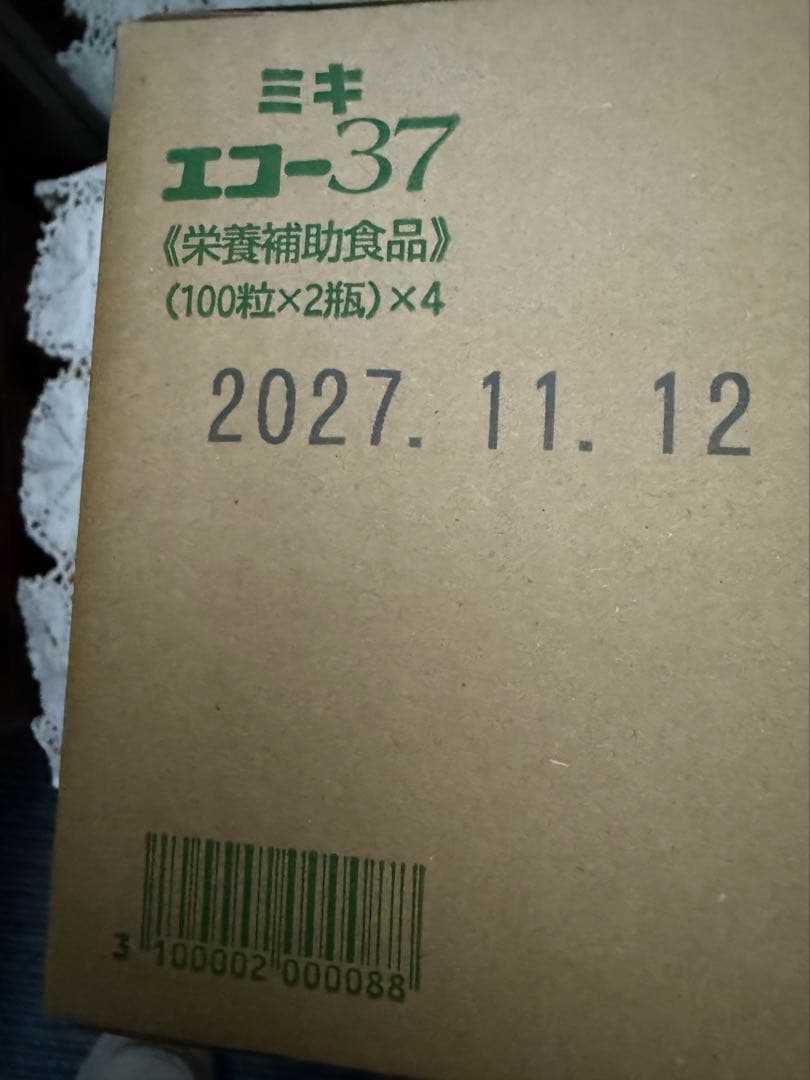 ミキ
エコー37
《栄養補助食品》
(100粒×2瓶)×4
2027. 11. 12
3 100002 000088